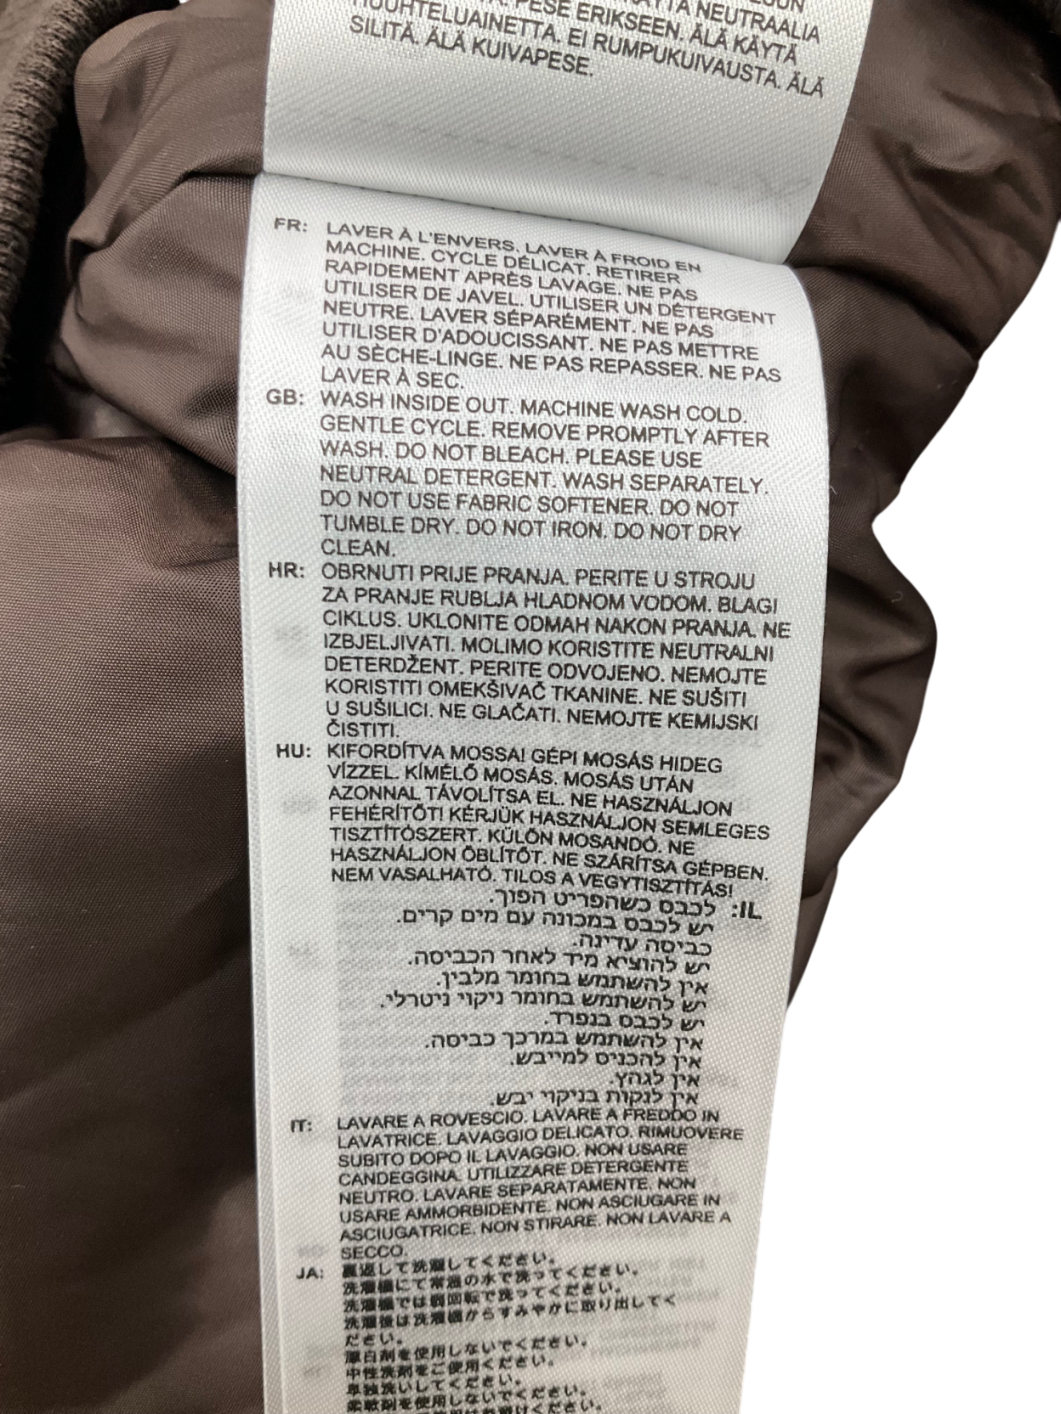 NEUTRAALIA
PESE ERIKSEEN. ÄLÄ KÄYTÄ
HUUHTELUAINETTA. EI RUMPUKUIVAUSTA. ÄLÄ
SILITÄ. ÄLÄ KUIVAPESE.
FR: LAVER À L'ENVERS. LAVER À FROID EN
MACHINE. CYCLE DÉLICAT. RETIRER
RAPIDEMENT APRÈS LAVAGE. NE PAS
UTILISER DE JAVEL. UTILISER UN DÉTERGENT
NEUTRE. LAVER SÉPARÉMENT. NE PAS
UTILISER D'ADOUCISSANT. NE PAS METTRE
AU SÈCHE-LINGE. NE PAS REPASSER. NE PAS
LAVER À SEC.
GB: WASH INSIDE OUT. MACHINE WASH COLD.
GENTLE CYCLE. REMOVE PROMPTLY AFTER
WASH. DO NOT BLEACH. PLEASE USE
NEUTRAL DETERGENT. WASH SEPARATELY.
DO NOT USE FABRIC SOFTENER. DO NOT
TUMBLE DRY. DO NOT IRON. DO NOT DRY
CLEAN.
HR: OBRNUTI PRIJE PRANJA. PERITE U STROJU
ZA PRANJE RUBLJA HLADNOM VODOM. BLAGI
CIKLUS. UKLONITE ODMAH NAKON PRANJA. NE
IZBJELJIVATI. MOLIMO KORISTITE NEUTRALNI
DETERDŽENT. PERITE ODVOJENO. NEMOJTE
KORISTITI OMEKŠIVAČ TKANINE. NE SUŠITI
U SUŠILICI. NE GLAČATI. NEMOJTE KEMIJSKI
ČISTITI.
HU: KIFORDÍTVA MOSSA! GÉPI MOSÁS HIDEG
VÍZZEL. KÍMÉLŐ MOSÁS. MOSÁS UTÁN
AZONNAL TÁVOLÍTSA EL. NE HASZNÁLJON
FEHÉRÍTŐT! KÉRJÜK HASZNÁLJON SEMLEGES
TISZTÍTÓSZERT. KÜLÖN MOSANDÓ. NE
HASZNÁLJON ÖBLÍTŐT. NE SZÁRÍTSA GÉPBEN.
NEM VASALHATÓ. TILOS A VEGYTISZTÍTÁS!
IL: לכבס כשהפריט הפוך.
יש לכבס במכונה עם מים קרים.
כביסה עדינה.
יש להוציא מיד לאחר הכביסה.
אין להשתמש בחומר מלבין.
יש להשתמש בחומר ניקוי ניטרלי.
יש לכבס בנפרד.
אין להשתמש במרכך כביסה.
אין להכניס למייבש.
אין לגהץ.
אין לנקות בניקוי יבש.
IT: LAVARE A ROVESCIO. LAVARE A FREDDO IN
LAVATRICE. LAVAGGIO DELICATO. RIMUOVERE
SUBITO DOPO IL LAVAGGIO. NON USARE
CANDEGGINA. UTILIZZARE DETERGENTE
NEUTRO. LAVARE SEPARATAMENTE. NON
USARE AMMORBIDENTE. NON ASCIUGARE IN
ASCIUGATRICE. NON STIRARE. NON LAVARE A
SECCO.
JA: 裏返して洗濯してください。
洗濯機にて常温の水で洗ってください。
洗濯機では弱回転で洗ってください。
洗濯後は洗濯機からすみやかに取り出してく
ださい。
漂白剤を使用しないでください。
中性洗剤をご使用ください。
単独洗いしてください。
柔軟剤を使用しないでください。